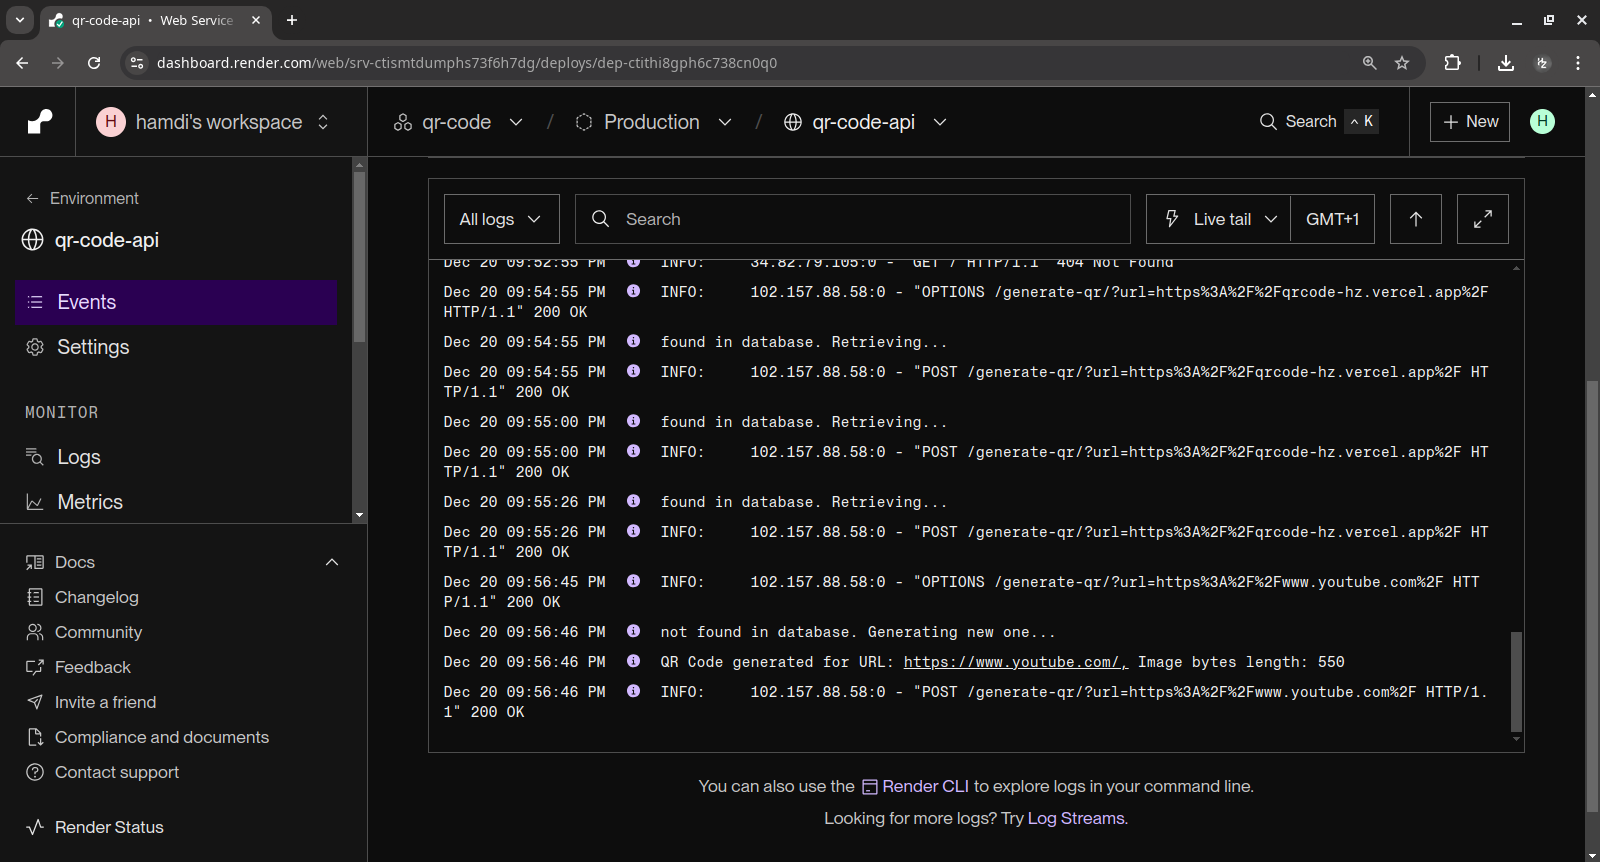 qr-code-api • Web Service
dashboard.render.com/web/srv-ctismtdumphs73f6h7dg/deploys/dep-ctithi8gph6c738cn0q0
H hamdi's workspace
qr-code / Production / qr-code-api
Search ^ K
+ New
H
Environment
qr-code-api
Events
Settings
MONITOR
Logs
Metrics
Docs
Changelog
Community
Feedback
Invite a friend
Compliance and documents
Contact support
Render Status
All logs
Search
Live tail
GMT+1
Dec 20 09:52:55 PM INFO: 34.82.79.105:0 - "GET / HTTP/1.1" 404 Not Found
Dec 20 09:54:55 PM INFO: 102.157.88.58:0 - "OPTIONS /generate-qr/?url=https%3A%2F%2Fqrcode-hz.vercel.app%2F
HTTP/1.1" 200 OK
Dec 20 09:54:55 PM found in database. Retrieving...
Dec 20 09:54:55 PM INFO: 102.157.88.58:0 - "POST /generate-qr/?url=https%3A%2F%2Fqrcode-hz.vercel.app%2F HT
TP/1.1" 200 OK
Dec 20 09:55:00 PM found in database. Retrieving...
Dec 20 09:55:00 PM INFO: 102.157.88.58:0 - "POST /generate-qr/?url=https%3A%2F%2Fqrcode-hz.vercel.app%2F HT
TP/1.1" 200 OK
Dec 20 09:55:26 PM found in database. Retrieving...
Dec 20 09:55:26 PM INFO: 102.157.88.58:0 - "POST /generate-qr/?url=https%3A%2F%2Fqrcode-hz.vercel.app%2F HT
TP/1.1" 200 OK
Dec 20 09:56:45 PM INFO: 102.157.88.58:0 - "OPTIONS /generate-qr/?url=https%3A%2F%2Fwww.youtube.com%2F HTT
P/1.1" 200 OK
Dec 20 09:56:46 PM not found in database. Generating new one...
Dec 20 09:56:46 PM QR Code generated for URL: https://www.youtube.com/, Image bytes length: 550
Dec 20 09:56:46 PM INFO: 102.157.88.58:0 - "POST /generate-qr/?url=https%3A%2F%2Fwww.youtube.com%2F HTTP/1.
1" 200 OK
You can also use the Render CLI to explore logs in your command line.
Looking for more logs? Try Log Streams.